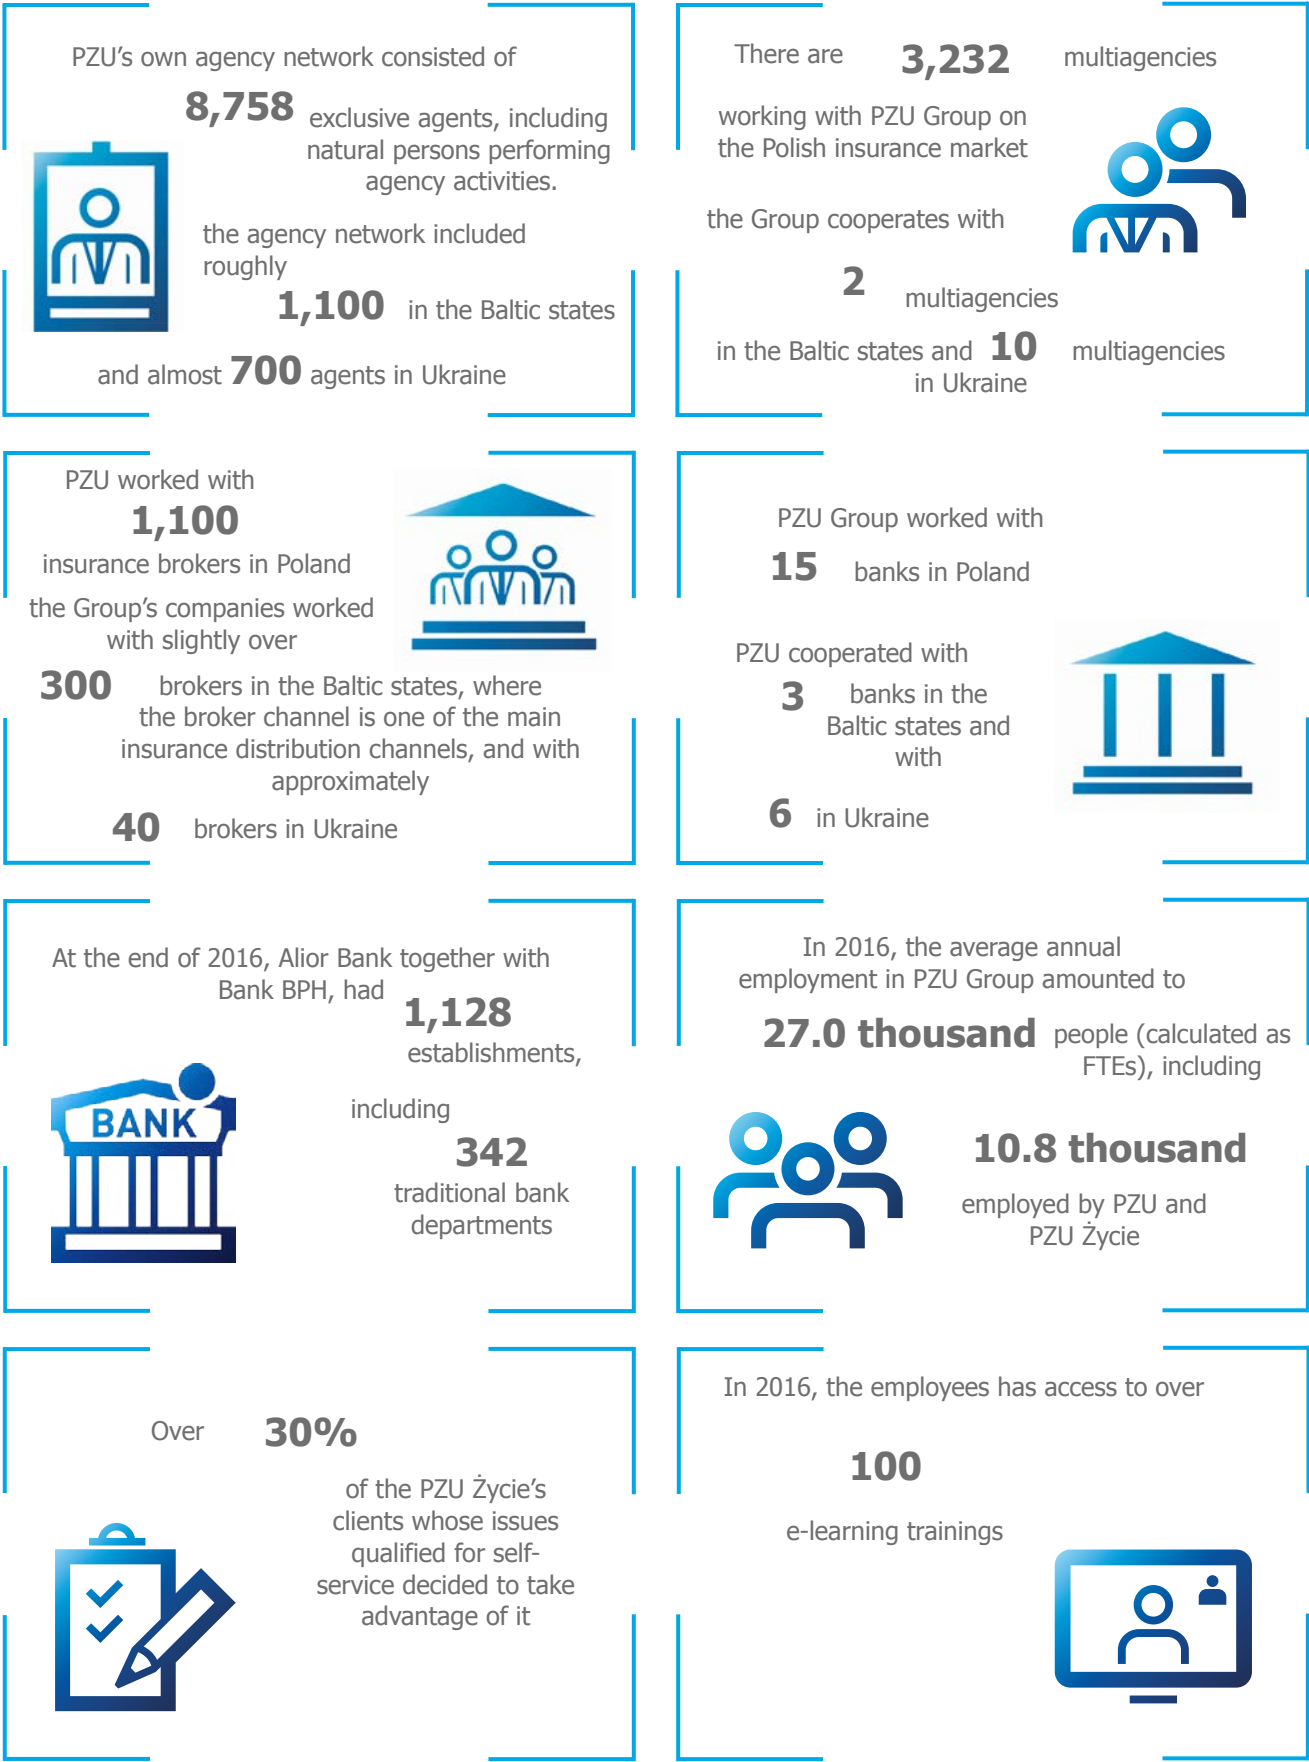 PZU's own agency network consisted of
8,758 exclusive agents, including
natural persons performing
agency activities.
the agency network included
roughly
1,100 in the Baltic states
and almost 700 agents in Ukraine
There are 3,232 multiagencies
working with PZU Group on
the Polish insurance market
the Group cooperates with
2 multiagencies
in the Baltic states and 10 multiagencies
in Ukraine
PZU worked with
1,100
insurance brokers in Poland
the Group's companies worked
with slightly over
300 brokers in the Baltic states, where
the broker channel is one of the main
insurance distribution channels, and with
approximately
40 brokers in Ukraine
PZU Group worked with
15 banks in Poland
PZU cooperated with
3 banks in the
Baltic states and
with
6 in Ukraine
At the end of 2016, Alior Bank together with
Bank BPH, had 1,128
establishments,
including
342
traditional bank
departments
BANK
In 2016, the average annual
employment in PZU Group amounted to
27.0 thousand people (calculated as
FTEs), including
10.8 thousand
employed by PZU and
PZU Życie
Over 30%
of the PZU Życie's
clients whose issues
qualified for self-
service decided to take
advantage of it
In 2016, the employees has access to over
100
e-learning trainings